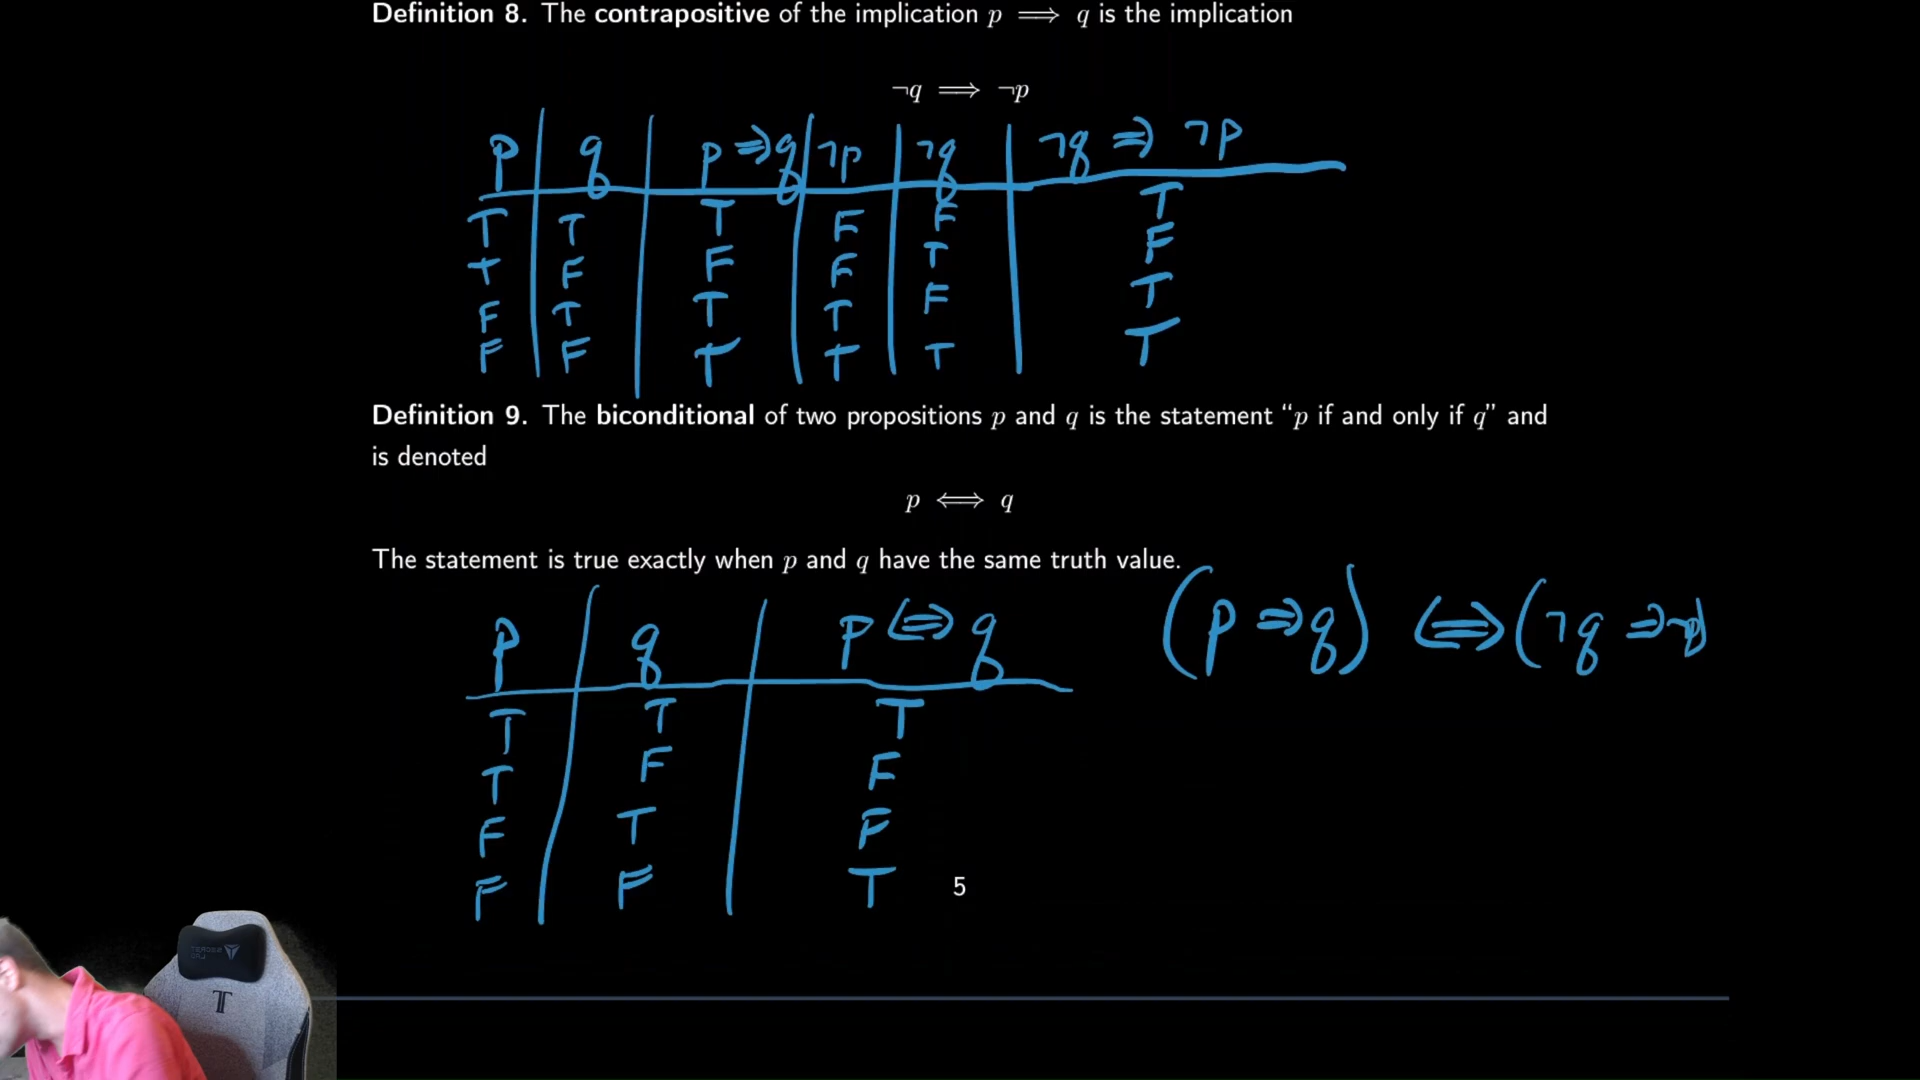 Definition 8. The contrapositive of the implication p ⟹ q is the implication
¬q ⟹ ¬p
p | q | p ⇒ q | ¬p | ¬q | ¬q ⇒ ¬p
T | T | T | F | F | T
T | F | F | F | T | F
F | T | T | T | F | T
F | F | T | T | T | T
Definition 9. The biconditional of two propositions p and q is the statement “p if and only if q” and
is denoted
p ⟺ q
The statement is true exactly when p and q have the same truth value.
p | q | p ⇔ q
(p ⇒ q) ⇔ (¬q ⇒ ¬p)
T | T | T
T | F | F
F | T | F
F | F | T
5